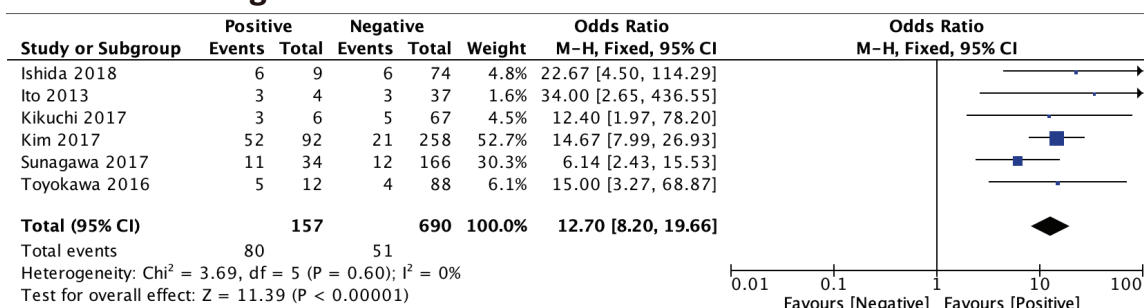 Positive Negative Odds Ratio Odds Ratio
Study or Subgroup Events Total Events Total Weight M-H, Fixed, 95% CI M-H, Fixed, 95% CI
Ishida 2018 6 9 6 74 4.8% 22.67 [4.50, 114.29]
Ito 2013 3 4 3 37 1.6% 34.00 [2.65, 436.55]
Kikuchi 2017 3 6 5 67 4.5% 12.40 [1.97, 78.20]
Kim 2017 52 92 21 258 52.7% 14.67 [7.99, 26.93]
Sunagawa 2017 11 34 12 166 30.3% 6.14 [2.43, 15.53]
Toyokawa 2016 5 12 4 88 6.1% 15.00 [3.27, 68.87]
Total (95% CI) 157 690 100.0% 12.70 [8.20, 19.66]
Total events 80 51
Heterogeneity: Chi² = 3.69, df = 5 (P = 0.60); I² = 0%
Test for overall effect: Z = 11.39 (P < 0.00001)
0.01 0.1 1 10 100
Favours [Negative] Favours [Positive]